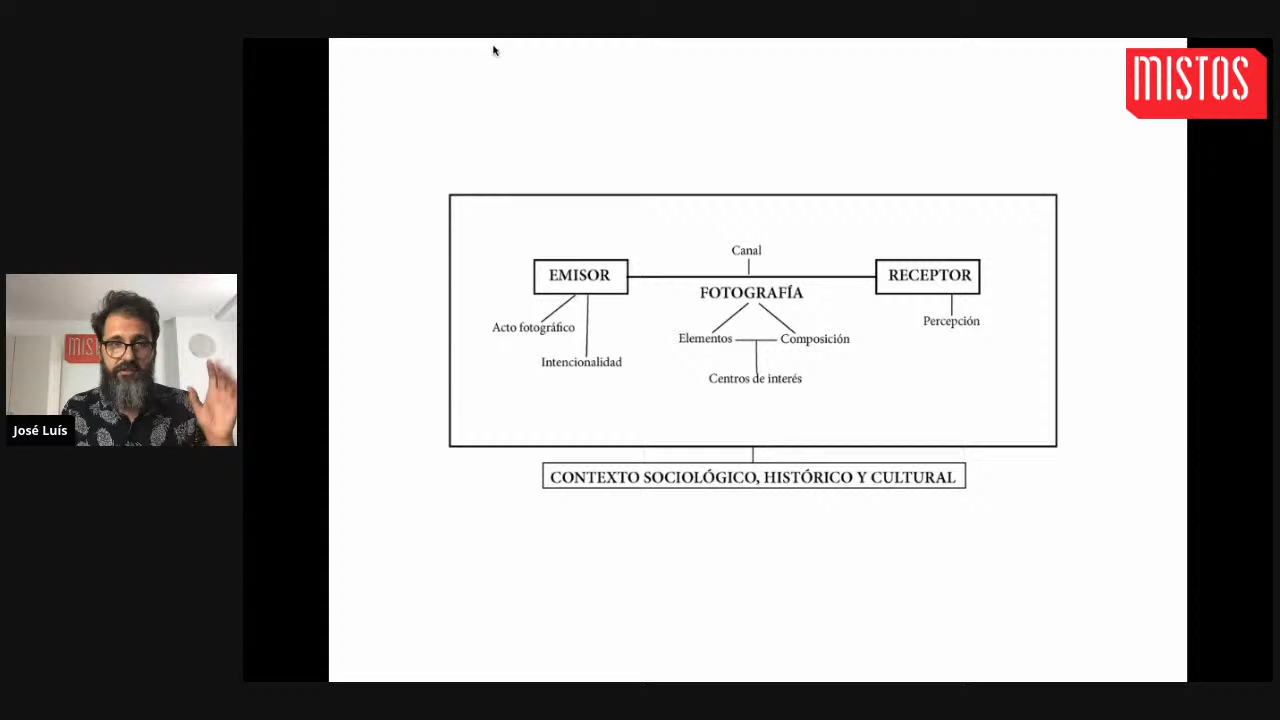 MISTOS
Canal
EMISOR
RECEPTOR
FOTOGRAFÍA
Acto fotográfico
Percepción
Elementos
Composición
Intencionalidad
Centros de interés
MIS
José Luís
CONTEXTO SOCIOLÓGICO, HISTÓRICO Y CULTURAL